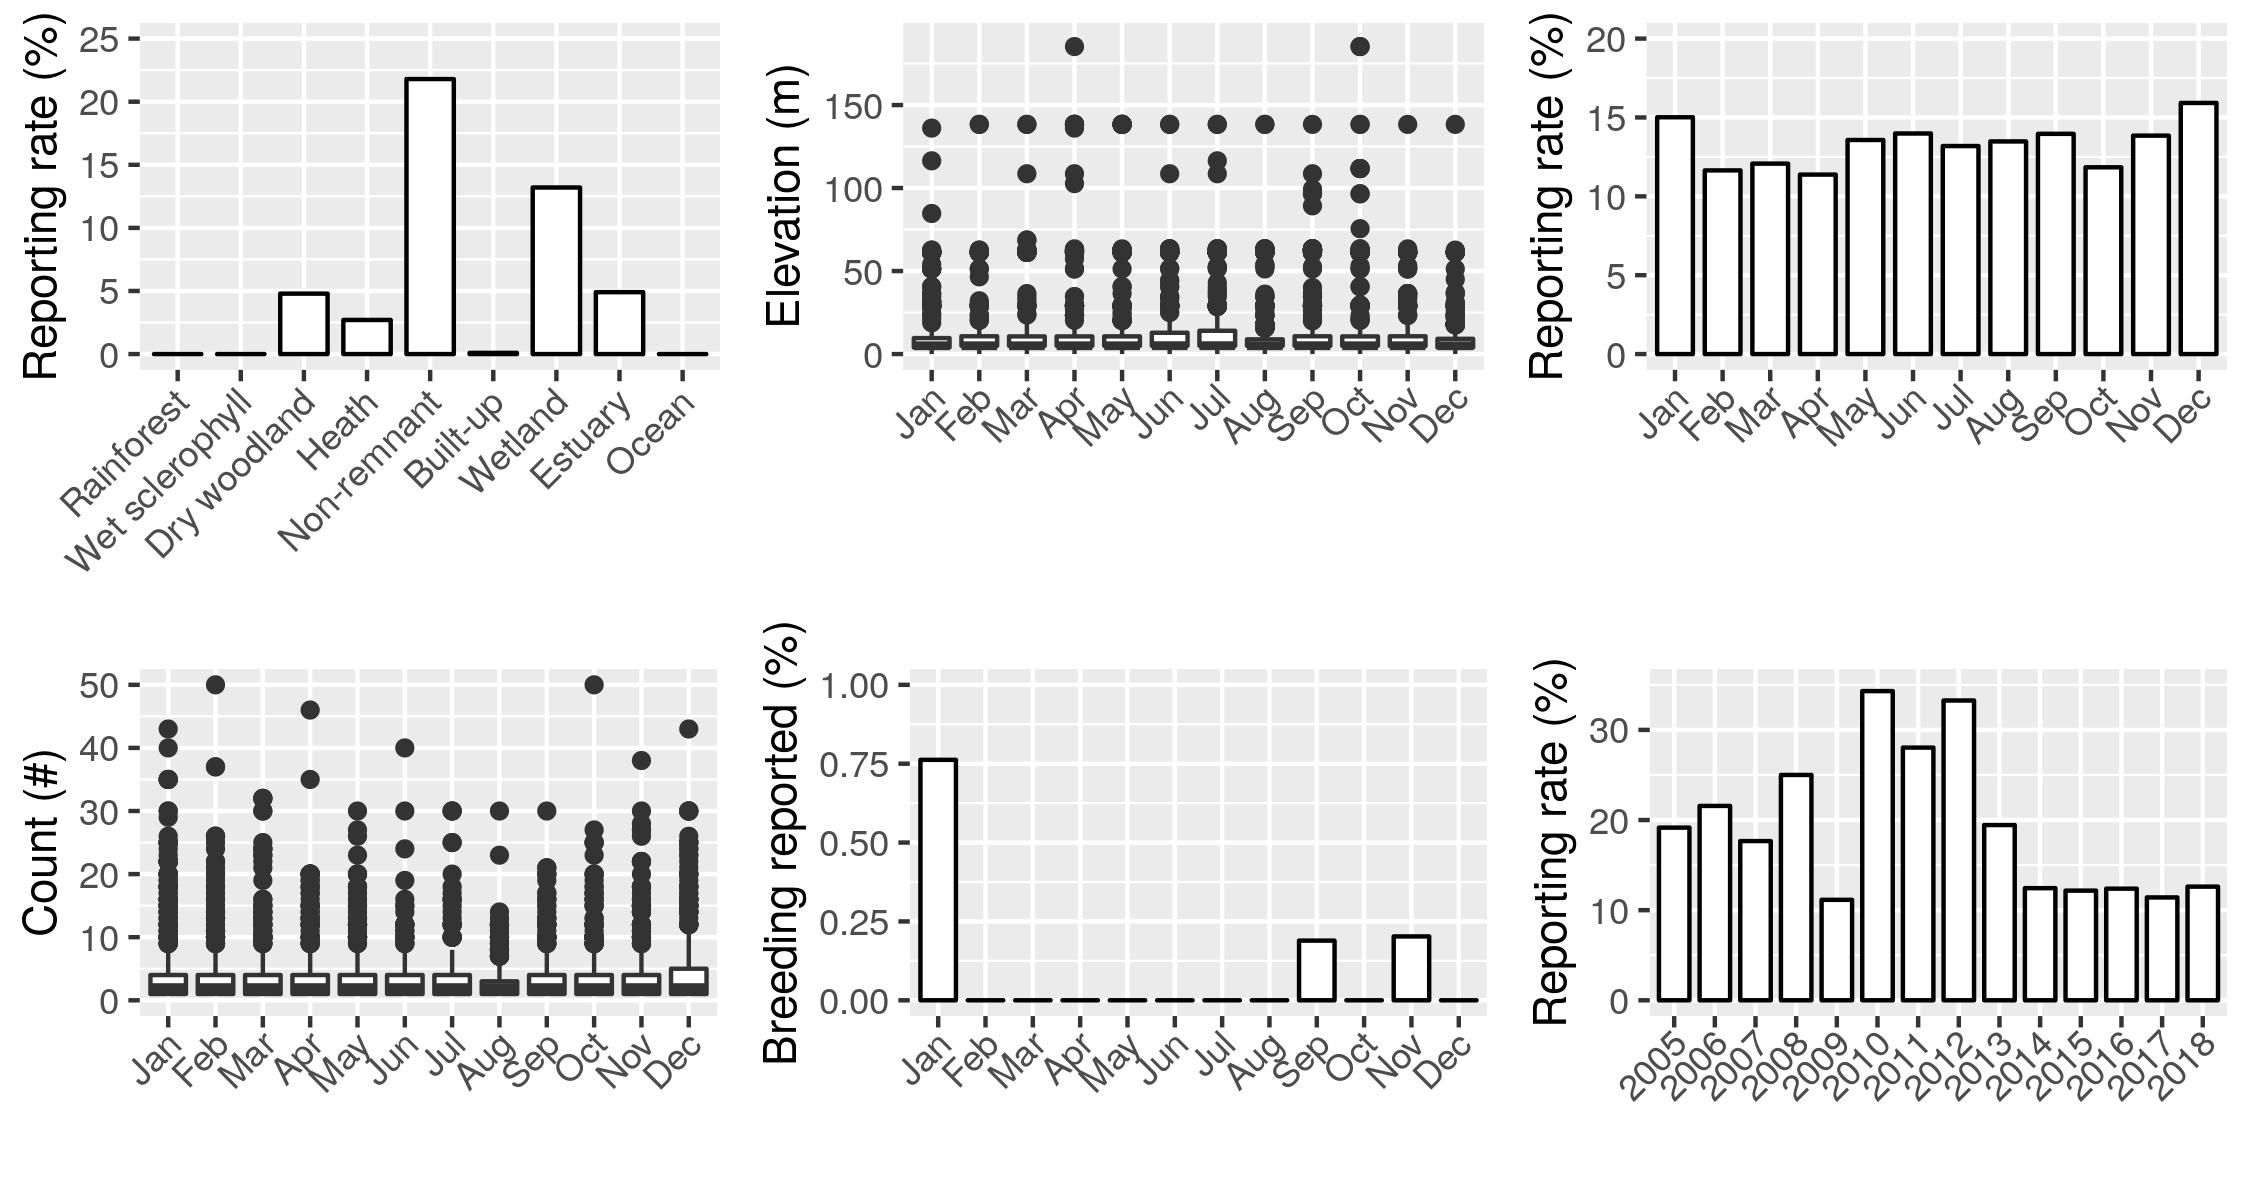 Reporting rate (%)
25
20
15
10
5
0
Rainforest
Wet sclerophyll
Dry woodland
Heath
Non-remnant
Built-up
Wetland
Estuary
Ocean
Elevation (m)
150
100
50
0
Jan Feb Mar Apr May Jun Jul Aug Sep Oct Nov Dec
Reporting rate (%)
20
15
10
5
0
Jan Feb Mar Apr May Jun Jul Aug Sep Oct Nov Dec
Count (#)
50
40
30
20
10
0
Jan Feb Mar Apr May Jun Jul Aug Sep Oct Nov Dec
Breeding reported (%)
1.00
0.75
0.50
0.25
0.00
Jan Feb Mar Apr May Jun Jul Aug Sep Oct Nov Dec
Reporting rate (%)
30
20
10
0
2005 2006 2007 2008 2009 2010 2011 2012 2013 2014 2015 2016 2017 2018